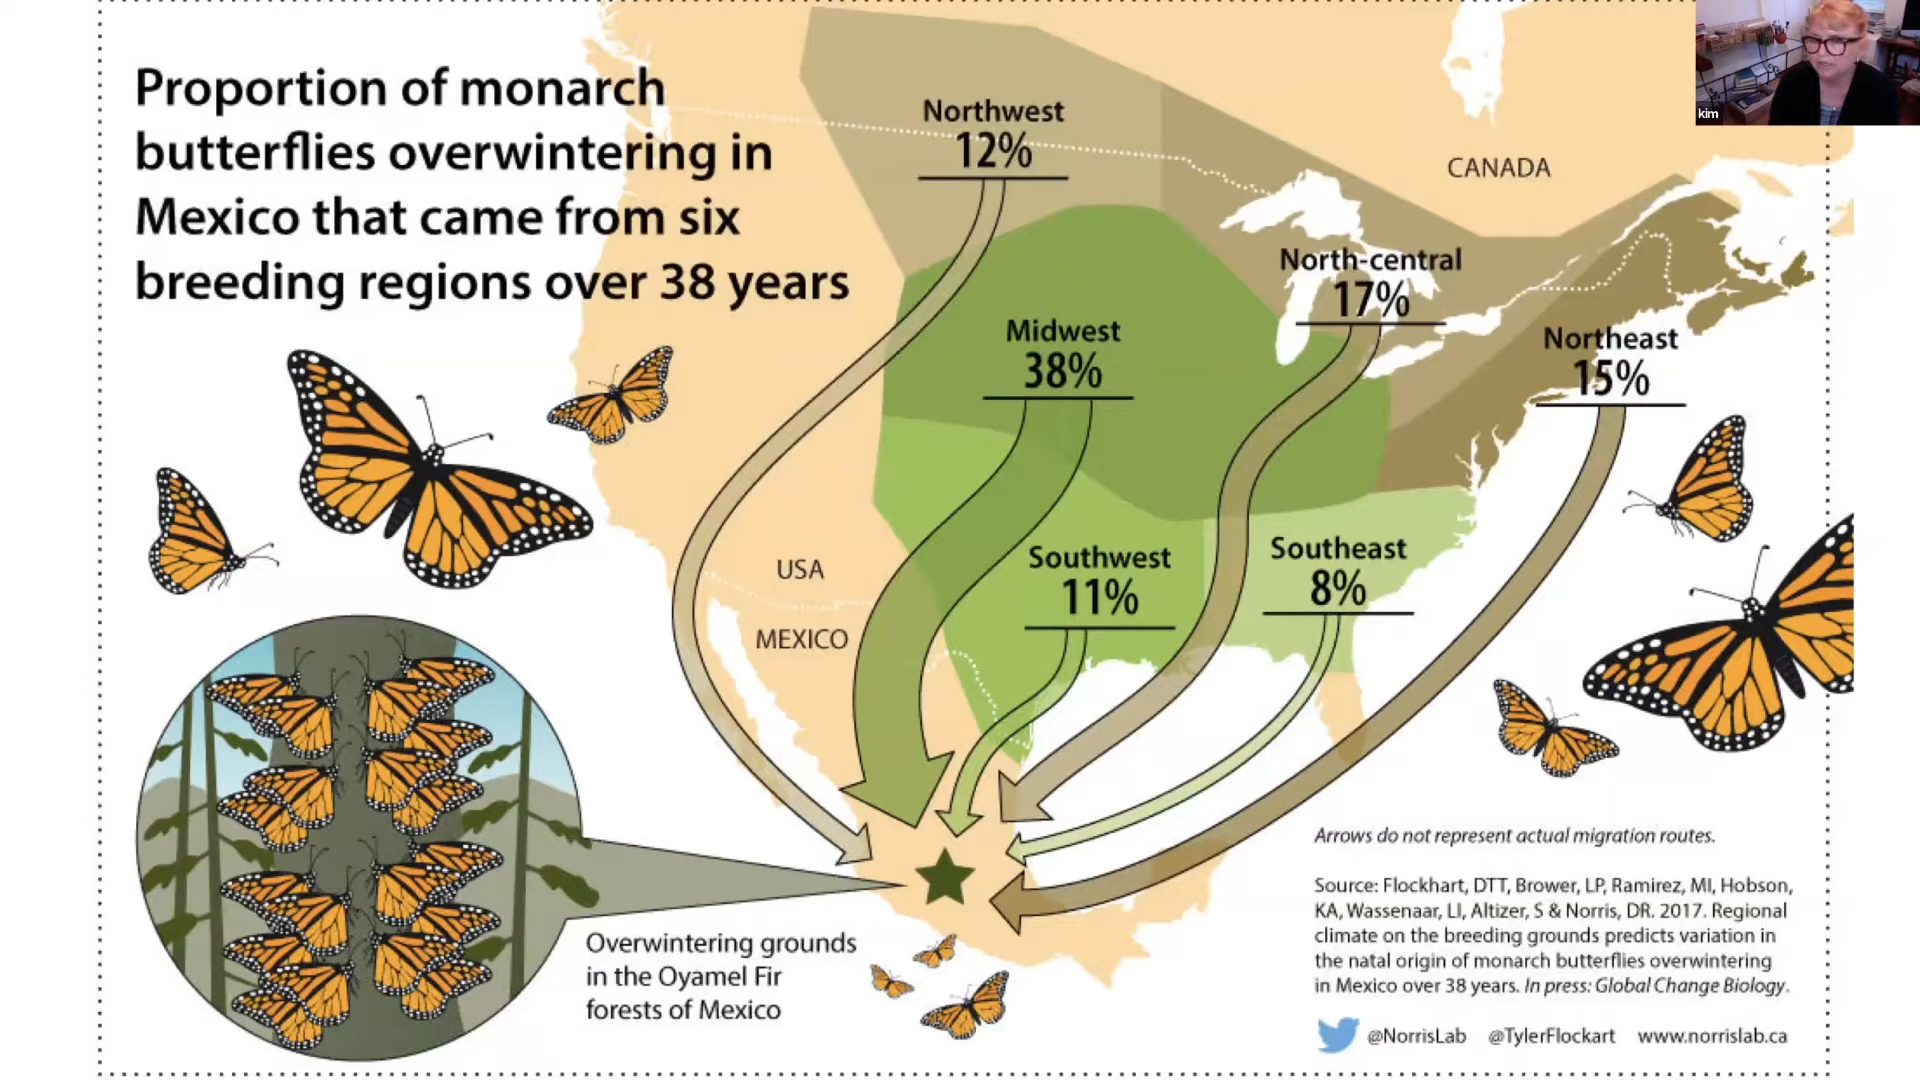 Proportion of monarch
butterflies overwintering in
Mexico that came from six
breeding regions over 38 years
kim
Northwest
12%
CANADA
North-central
17%
Midwest
38%
Northeast
15%
USA
MEXICO
Southwest
11%
Southeast
8%
Overwintering grounds
in the Oyamel Fir
forests of Mexico
Arrows do not represent actual migration routes.
Source: Flockhart, DTT, Brower, LP, Ramirez, MI, Hobson,
KA, Wassenaar, LI, Altizer, S & Norris, DR. 2017. Regional
climate on the breeding grounds predicts variation in
the natal origin of monarch butterflies overwintering
in Mexico over 38 years. In press: Global Change Biology.
@NorrisLab @TylerFlockart www.norrislab.ca